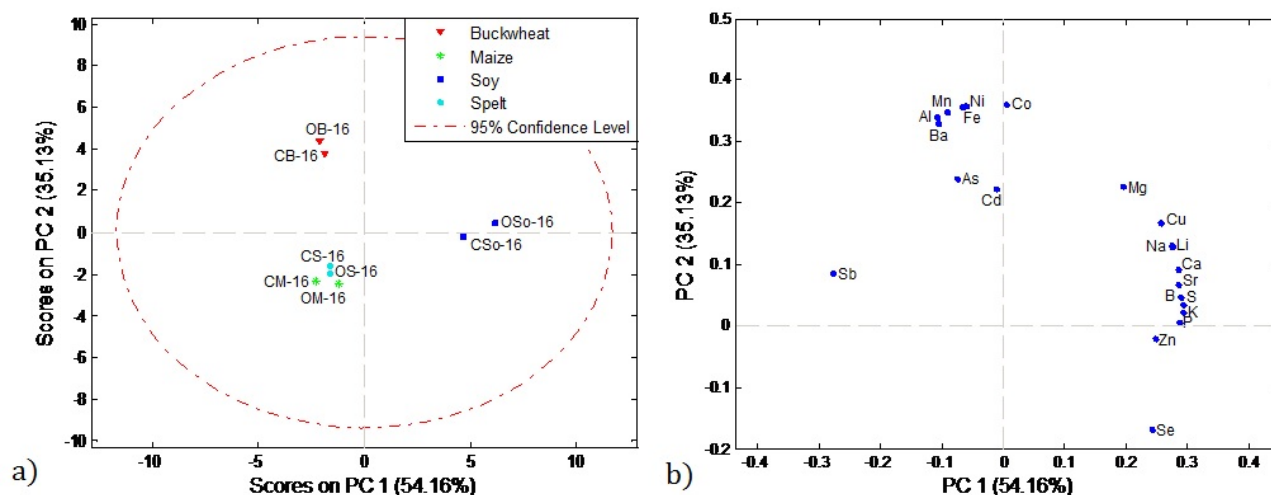 10
8
6
4
2
0
-2
-4
-6
-8
-10
Scores on PC 2 (35.13%)
Buckwheat
Maize
Soy
Spelt
95% Confidence Level
OB-16
CB-16
OSo-16
CSo-16
CS-16
OS-16
CM-16
OM-16
-10
-5
0
5
10
Scores on PC 1 (54.16%)
a)
0.5
0.4
0.3
0.2
0.1
0
-0.1
-0.2
PC 2 (35.13%)
Mn
Ni
Co
Al
Fe
Ba
As
Cd
Mg
Cu
Na
Li
Ca
Sb
Sr
B
S
K
P
Zn
Se
-0.4
-0.3
-0.2
-0.1
0
0.1
0.2
0.3
0.4
PC 1 (54.16%)
b)